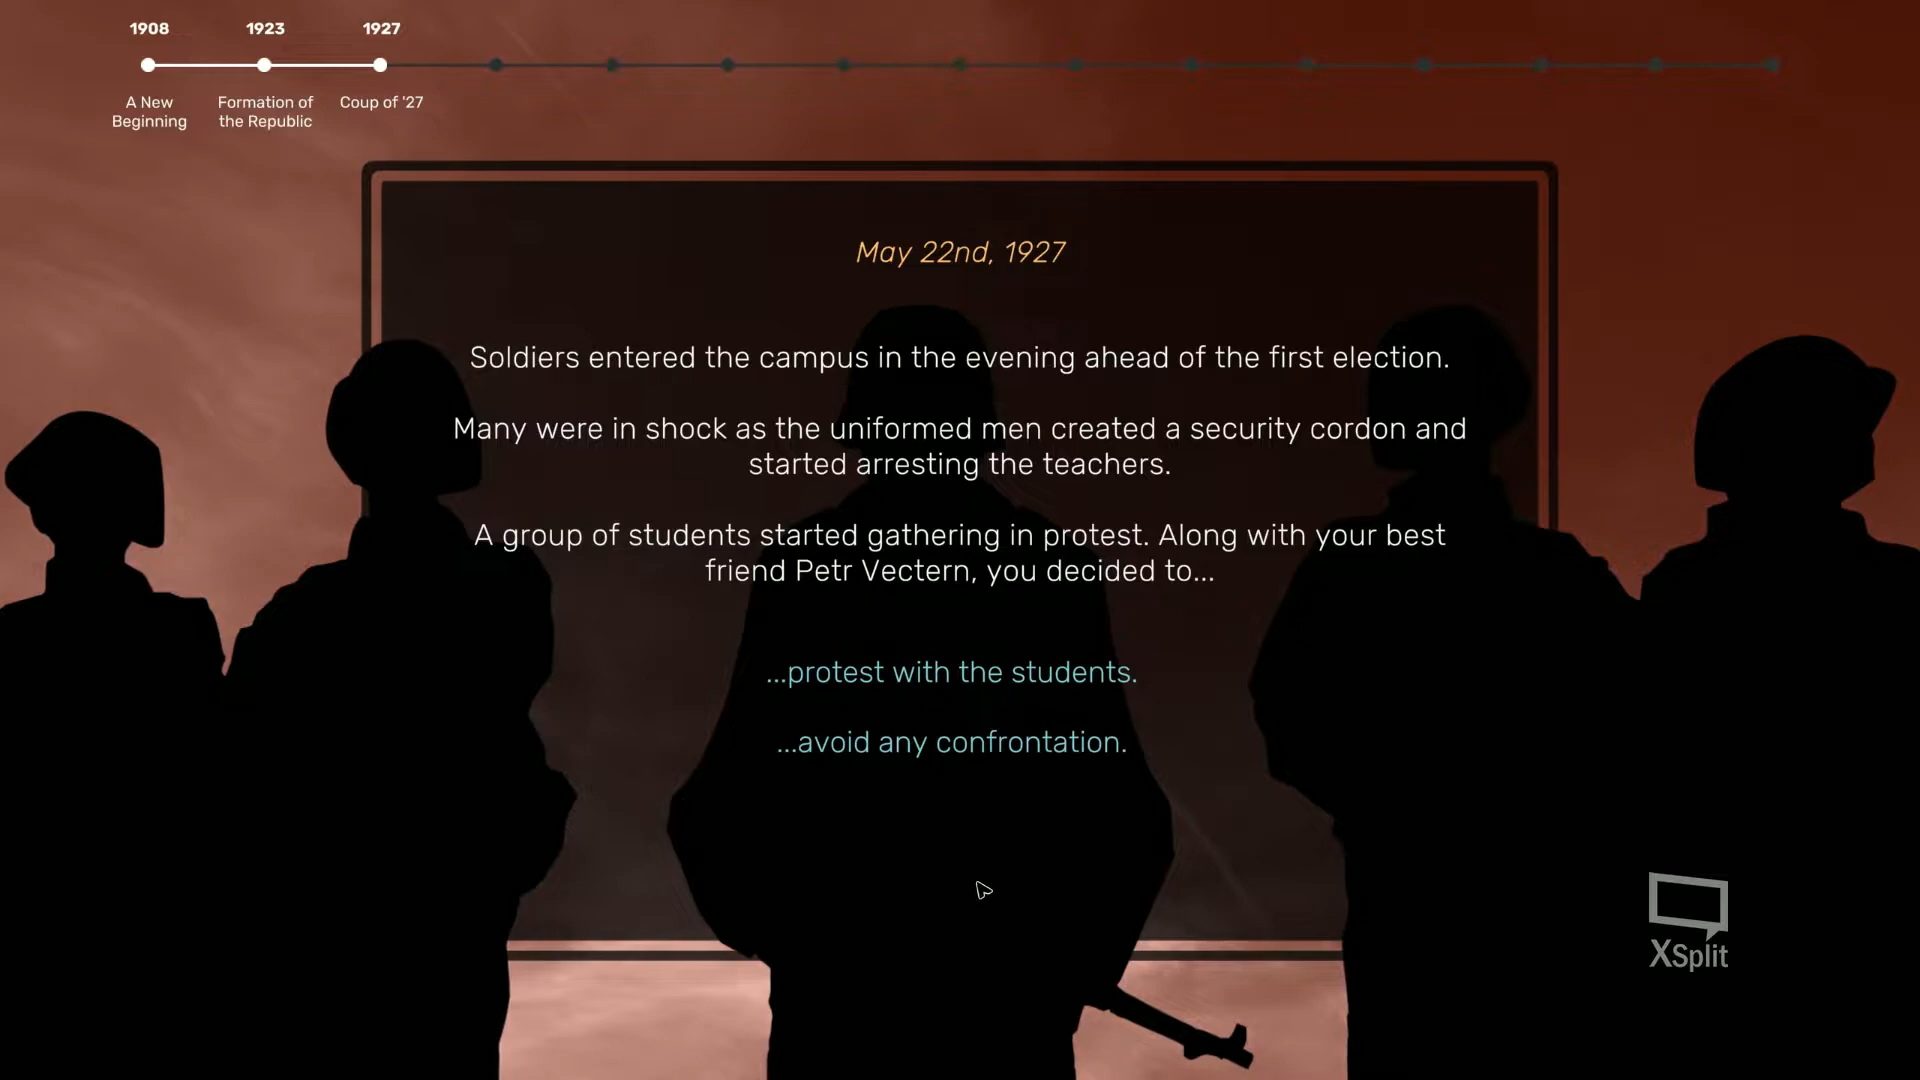 1908 1923 1927
A New Formation of Coup of '27
Beginning the Republic
May 22nd, 1927
Soldiers entered the campus in the evening ahead of the first election.
Many were in shock as the uniformed men created a security cordon and
started arresting the teachers.
A group of students started gathering in protest. Along with your best
friend Petr Vectern, you decided to...
...protest with the students.
...avoid any confrontation.
XSplit